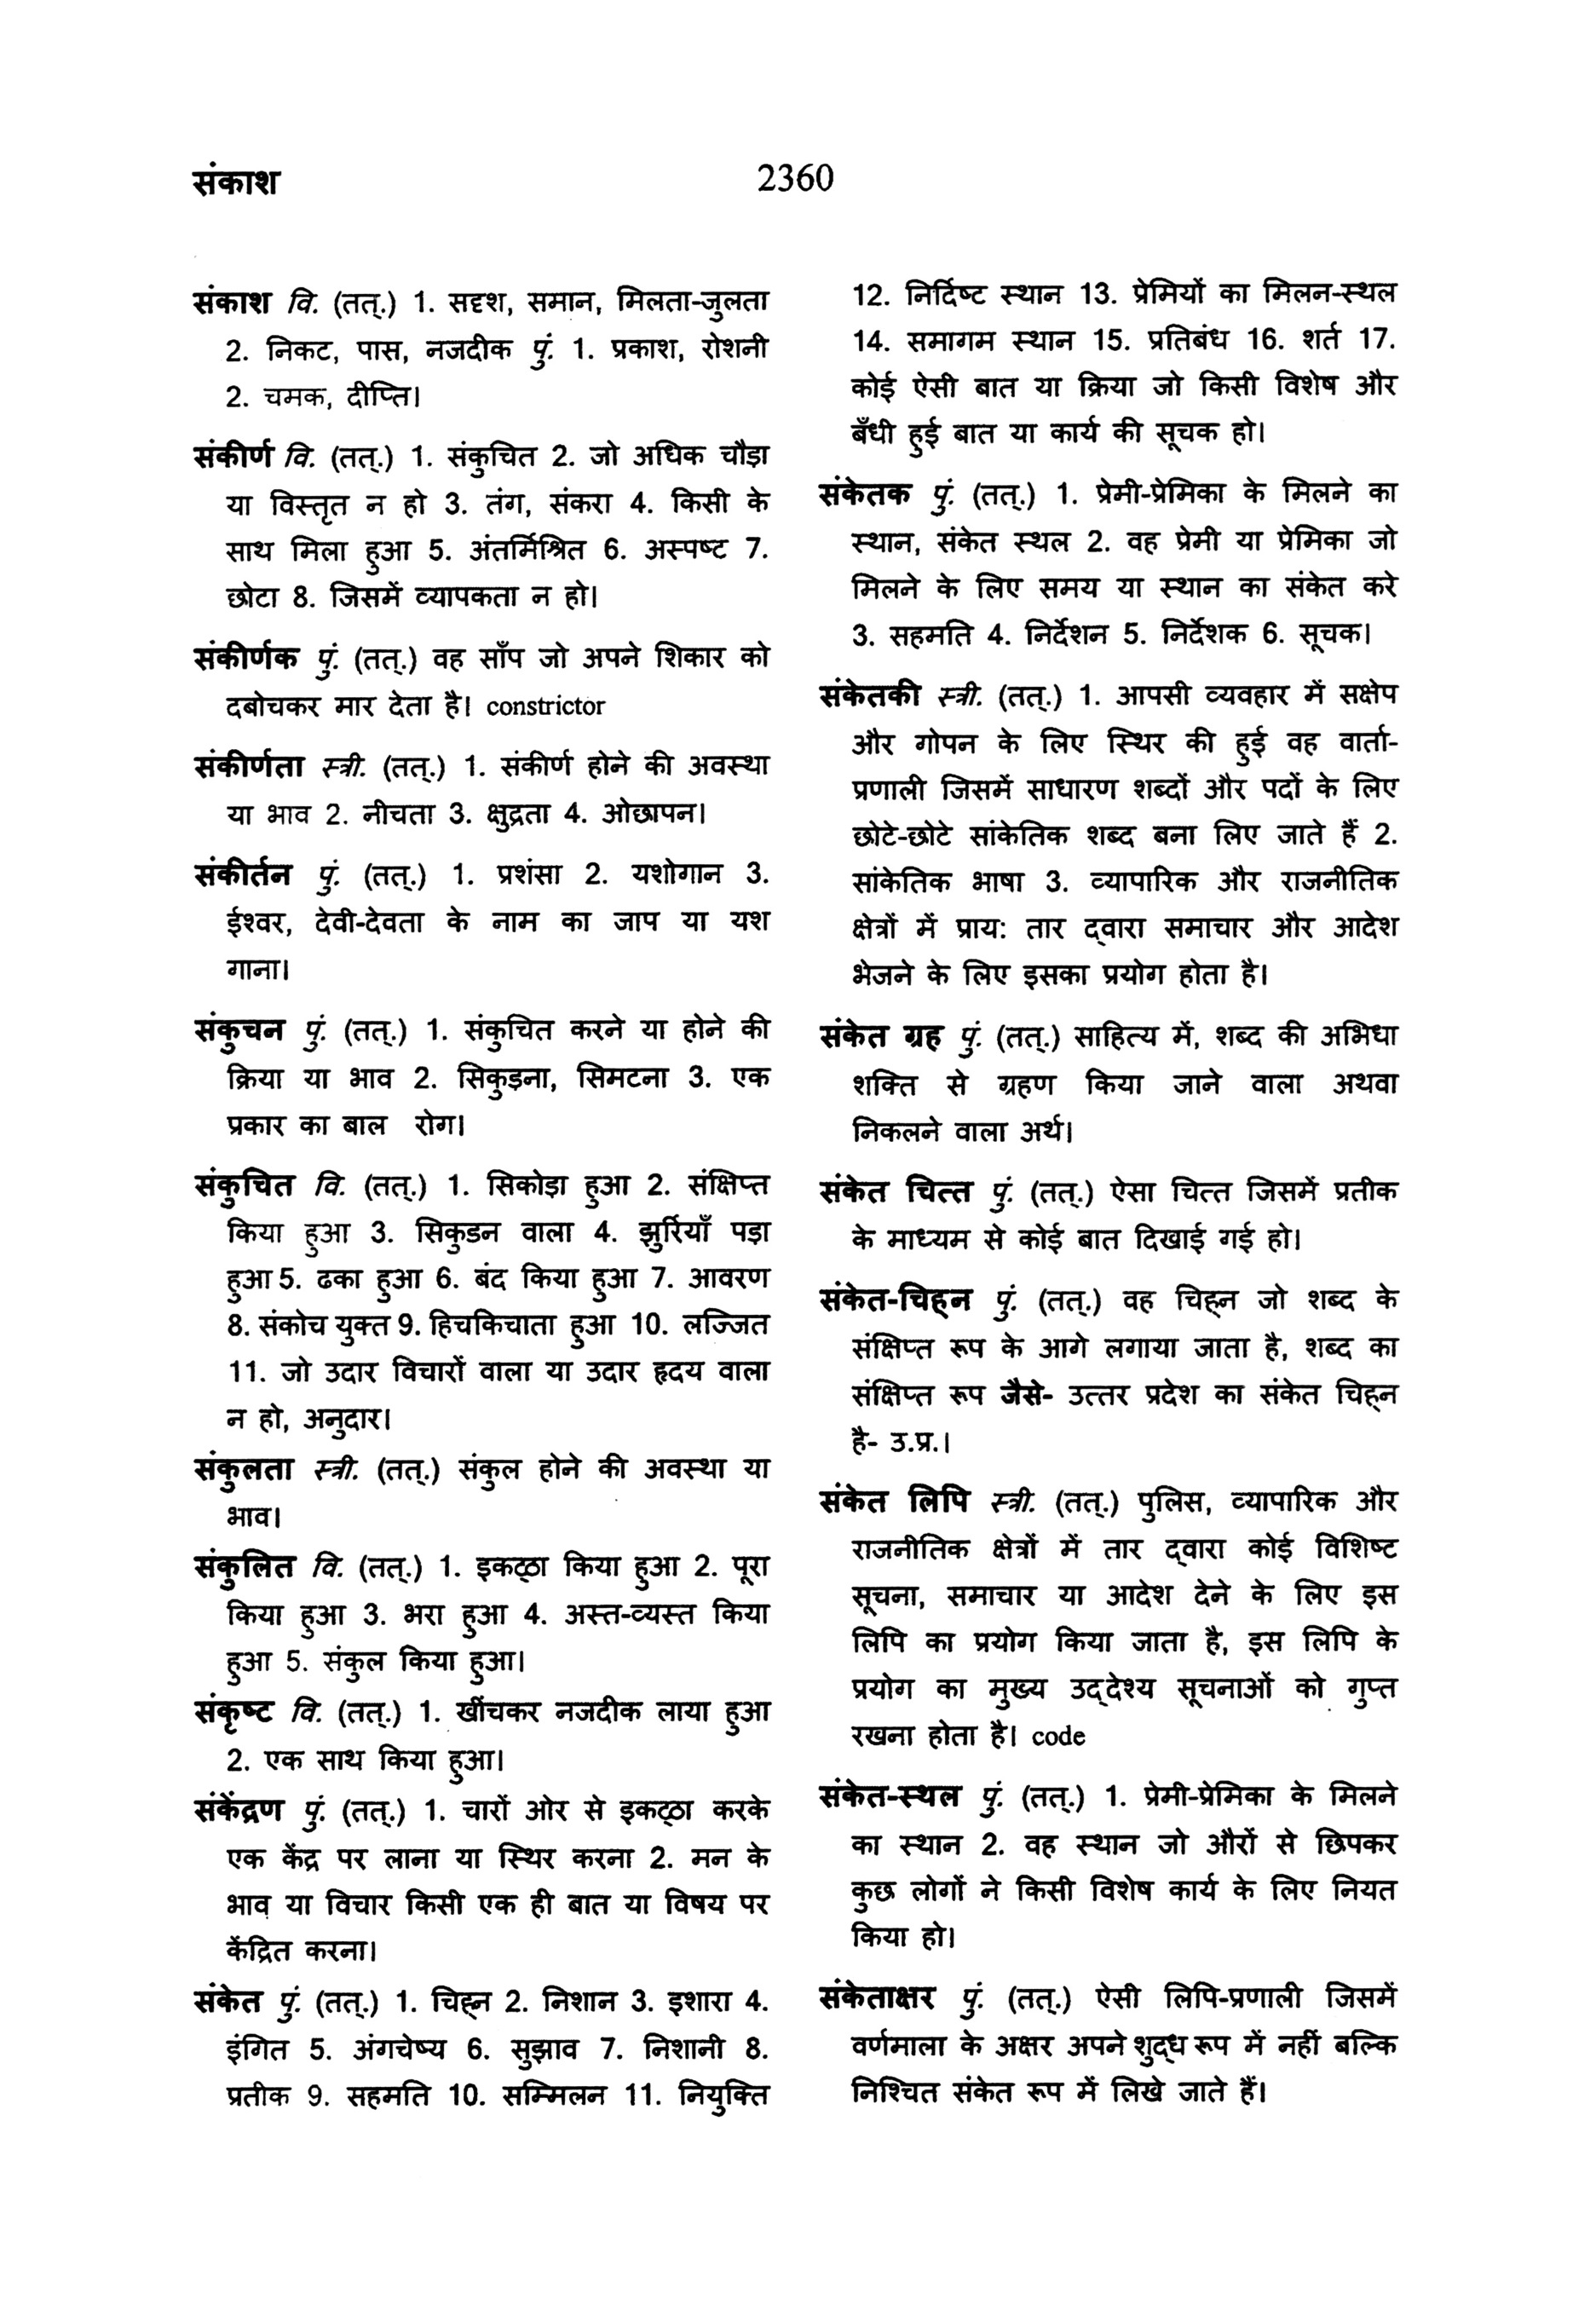 संकाश
2360
संकाश वि. (तत्.) 1. सदृश, समान, मिलता-जुलता
2. निकट, पास, नजदीक पुं. 1. प्रकाश, रोशनी
2. चमक, दीप्ति।
संकीर्ण वि. (तत्.) 1. संकुचित 2. जो अधिक चौड़ा
या विस्तृत न हो 3. तंग, संकरा 4. किसी के
साथ मिला हुआ 5. अंतर्मिश्रित 6. अस्पष्ट 7.
छोटा 8. जिसमें व्यापकता न हो।
संकीर्णक पुं. (तत्.) वह साँप जो अपने शिकार को
दबोचकर मार देता है। constrictor
संकीर्णता स्त्री. (तत्.) 1. संकीर्ण होने की अवस्था
या भाव 2. नीचता 3. क्षुद्रता 4. ओछापन।
संकीर्तन पुं. (तत्.) 1. प्रशंसा 2. यशोगान 3.
ईश्वर, देवी-देवता के नाम का जाप या यश
गाना।
संकुचन पुं. (तत्.) 1. संकुचित करने या होने की
क्रिया या भाव 2. सिकुड़ना, सिमटना 3. एक
प्रकार का बाल रोग।
संकुचित वि. (तत्.) 1. सिकोड़ा हुआ 2. संक्षिप्त
किया हुआ 3. सिकुडन वाला 4. झुर्रियाँ पड़ा
हुआ 5. ढका हुआ 6. बंद किया हुआ 7. आवरण
8. संकोच युक्त 9. हिचकिचाता हुआ 10. लज्जित
11. जो उदार विचारों वाला या उदार हृदय वाला
न हो, अनुदार।
संकुलता स्त्री. (तत्.) संकुल होने की अवस्था या
भाव।
संकुलित वि. (तत्.) 1. इकट्ठा किया हुआ 2. पूरा
किया हुआ 3. भरा हुआ 4. अस्त-व्यस्त किया
हुआ 5. संकुल किया हुआ।
संकृष्ट वि. (तत्.) 1. खींचकर नजदीक लाया हुआ
2. एक साथ किया हुआ।
संकेंद्रण पुं. (तत्.) 1. चारों ओर से इकट्ठा करके
एक केंद्र पर लाना या स्थिर करना 2. मन के
भाव या विचार किसी एक ही बात या विषय पर
केंद्रित करना।
संकेत पुं. (तत्.) 1. चिह्न 2. निशान 3. इशारा 4.
इंगित 5. अंगचेष्य 6. सुझाव 7. निशानी 8.
प्रतीक 9. सहमति 10. सम्मिलन 11. नियुक्ति
12. निर्दिष्ट स्थान 13. प्रेमियों का मिलन-स्थल
14. समागम स्थान 15. प्रतिबंध 16. शर्त 17.
कोई ऐसी बात या क्रिया जो किसी विशेष और
बँधी हुई बात या कार्य की सूचक हो।
संकेतक पुं. (तत्.) 1. प्रेमी-प्रेमिका के मिलने का
स्थान, संकेत स्थल 2. वह प्रेमी या प्रेमिका जो
मिलने के लिए समय या स्थान का संकेत करे
3. सहमति 4. निर्देशन 5. निर्देशक 6. सूचक।
संकेतकी स्त्री. (तत्.) 1. आपसी व्यवहार में सक्षेप
और गोपन के लिए स्थिर की हुई वह वार्ता-
प्रणाली जिसमें साधारण शब्दों और पदों के लिए
छोटे-छोटे सांकेतिक शब्द बना लिए जाते हैं 2.
सांकेतिक भाषा 3. व्यापारिक और राजनीतिक
क्षेत्रों में प्राय: तार द्‌वारा समाचार और आदेश
भेजने के लिए इसका प्रयोग होता है।
संकेत ग्रह पुं. (तत्.) साहित्य में, शब्द की अभिधा
शक्ति से ग्रहण किया जाने वाला अथवा
निकलने वाला अर्थ।
संकेत चित्त पुं. (तत्.) ऐसा चित्त जिसमें प्रतीक
के माध्यम से कोई बात दिखाई गई हो।
संकेत-चिह्‌न पुं. (तत्.) वह चिह्‌न जो शब्द के
संक्षिप्त रूप के आगे लगाया जाता है, शब्द का
संक्षिप्त रूप जैसे- उत्तर प्रदेश का संकेत चिह्‌न
है- उ.प्र.।
संकेत लिपि स्त्री. (तत्.) पुलिस, व्यापारिक और
राजनीतिक क्षेत्रों में तार द्‌वारा कोई विशिष्ट
सूचना, समाचार या आदेश देने के लिए इस
लिपि का प्रयोग किया जाता है, इस लिपि के
प्रयोग का मुख्य उद्‌देश्य सूचनाओं को गुप्त
रखना होता है। code
संकेत-स्थल पुं. (तत्.) 1. प्रेमी-प्रेमिका के मिलने
का स्थान 2. वह स्थान जो औरों से छिपकर
कुछ लोगों ने किसी विशेष कार्य के लिए नियत
किया हो।
संकेताक्षर पुं. (तत्.) ऐसी लिपि-प्रणाली जिसमें
वर्णमाला के अक्षर अपने शुद्‌ध रूप में नहीं बल्कि
निश्चित संकेत रूप में लिखे जाते हैं।